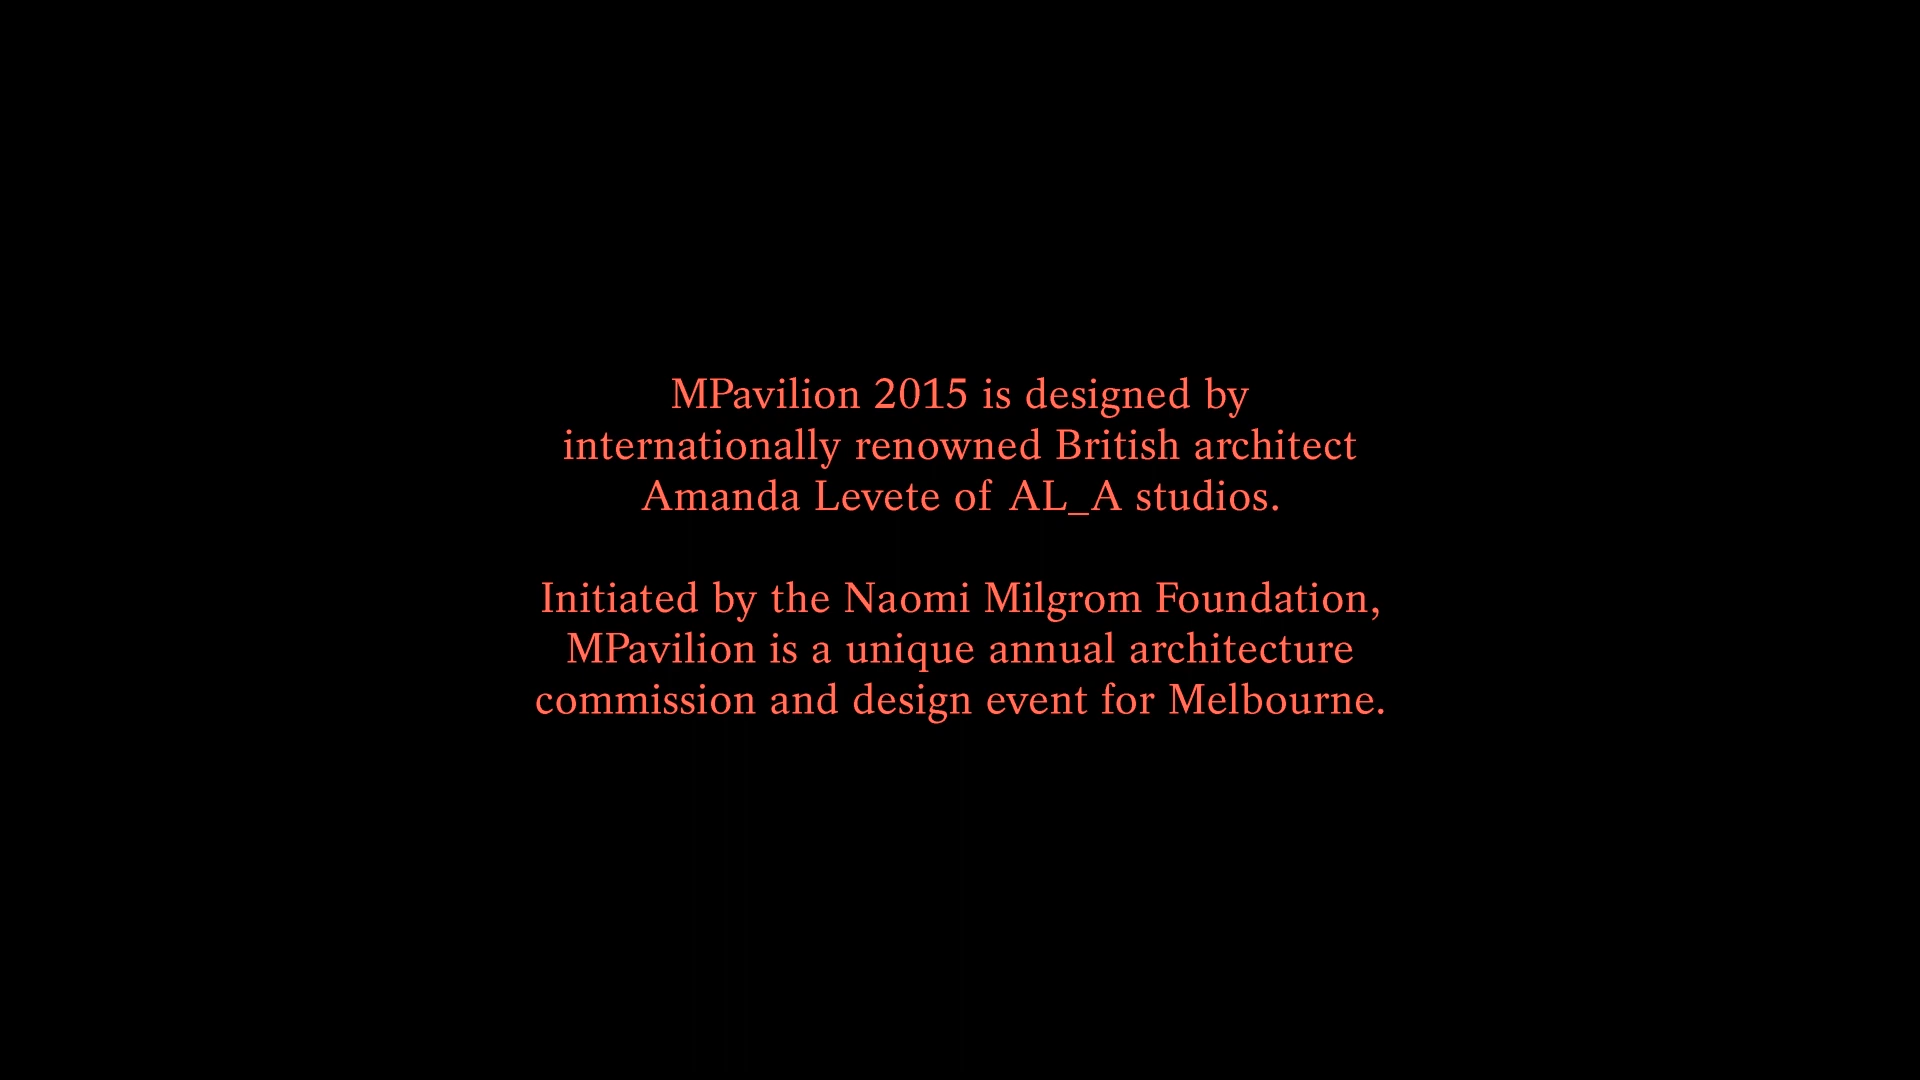 MPavilion 2015 is designed by
internationally renowned British architect
Amanda Levete of AL_A studios.
Initiated by the Naomi Milgrom Foundation,
MPavilion is a unique annual architecture
commission and design event for Melbourne.